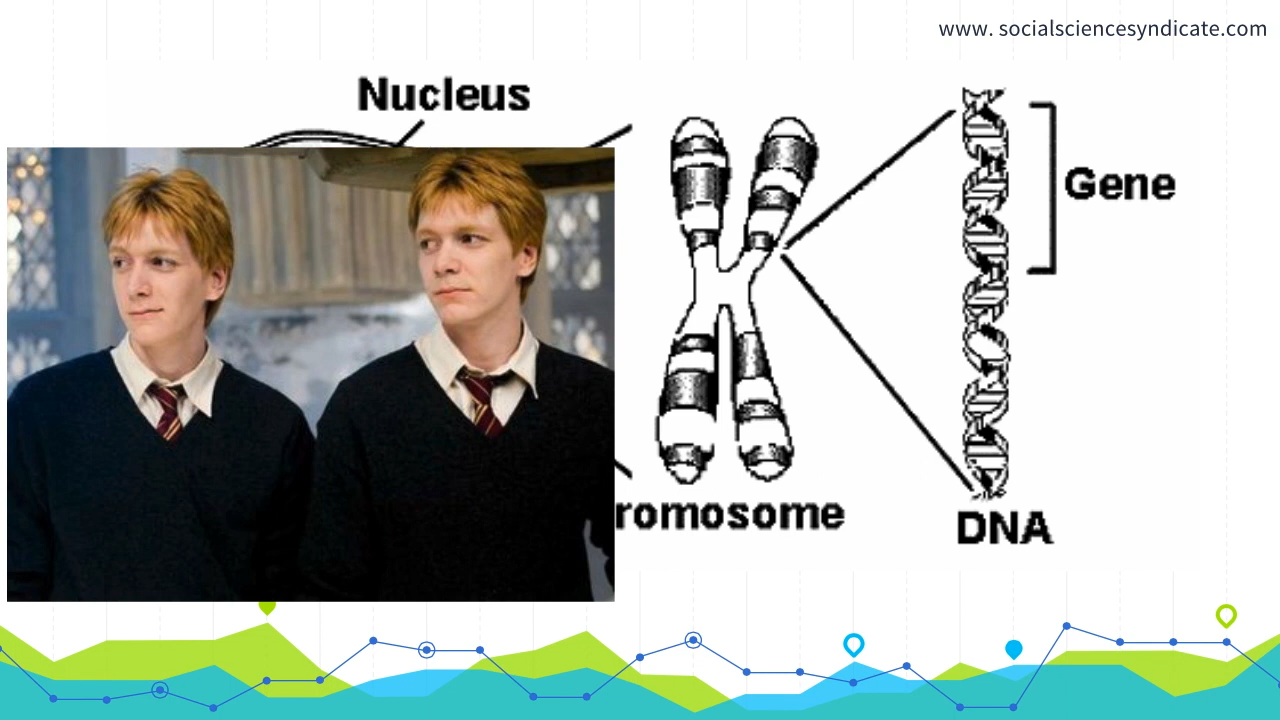 www. socialsciencesyndicate.com
Nucleus
Gene
romosome
DNA